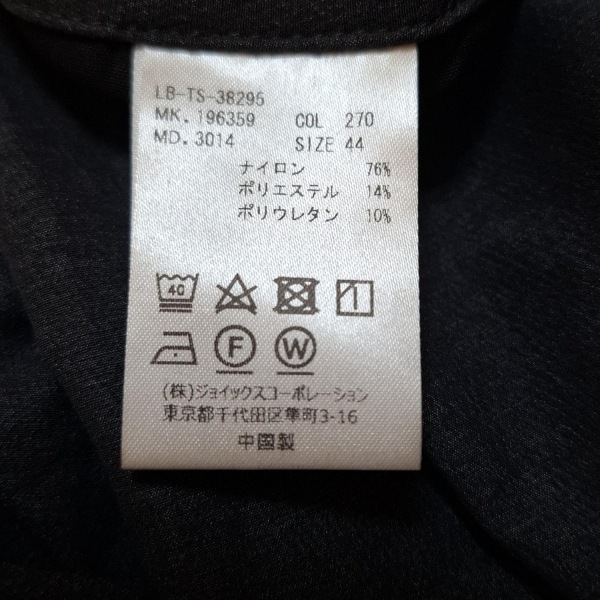 LB-TS-38295
MK. 196359 COL 270
MD. 3014 SIZE 44
ナイロン 76%
ポリエステル 14%
ポリウレタン 10%
40
F W
(株)ジョイックスコーポレーション
東京都千代田区隼町3-16
中国製